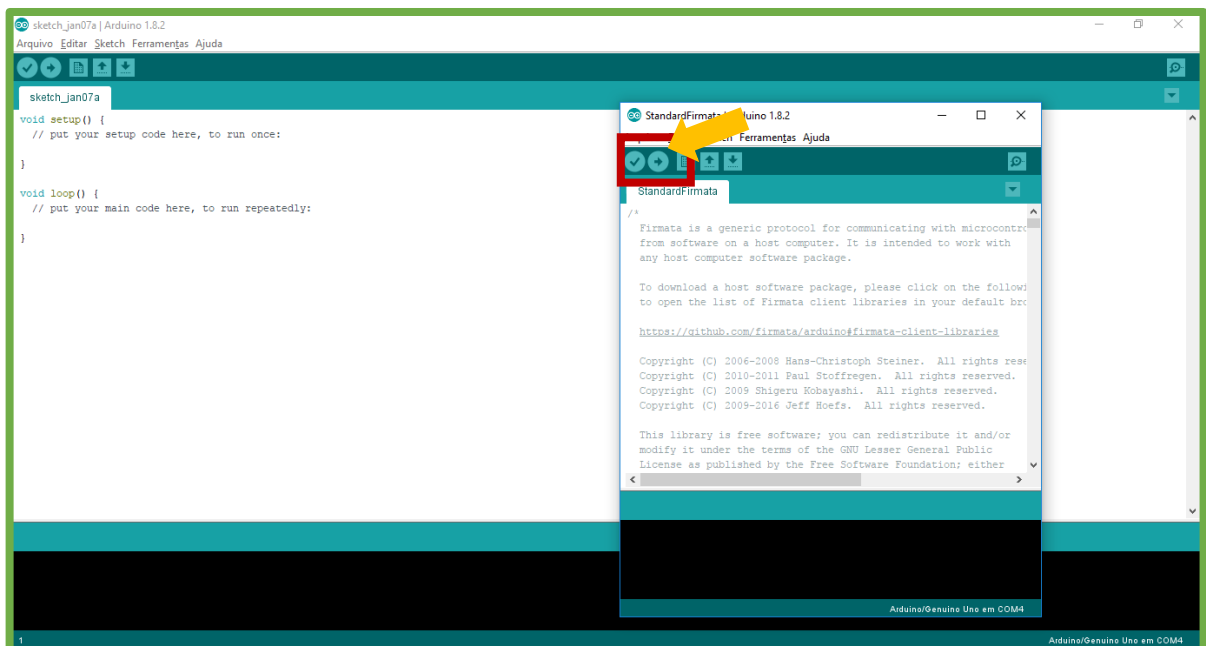 sketch_jan07a | Arduino 1.8.2
Arquivo Editar Sketch Ferramentas Ajuda
sketch_jan07a
void setup() {
// put your setup code here, to run once:
}
void loop() {
// put your main code here, to run repeatedly:
}
1
Arduino/Genuino Uno em COM4
StandardFirmata 1.8.2
Ferramentas Ajuda
StandardFirmata
/*
Firmata is a generic protocol for communicating with
from software on a host computer. It is intended to work with
any host computer software package.
To download a host software package, please click on the
to open the list of Firmata client libraries in your default
https://github.com/firmata/arduino#firmata-client-libraries
Copyright (C) 2006-2008 Hans-Christoph Steiner. All rights
Copyright (C) 2010-2011 Paul Stoffregen. All rights reserved.
Copyright (C) 2009 Shigeru Kobayashi. All rights reserved.
Copyright (C) 2009-2016 Jeff Hoefs. All rights reserved.
This library is free software; you can redistribute it and/or
modify it under the terms of the GNU Lesser General Public
License as published by the Free Software Foundation; either
Arduino/Genuino Uno em COM4